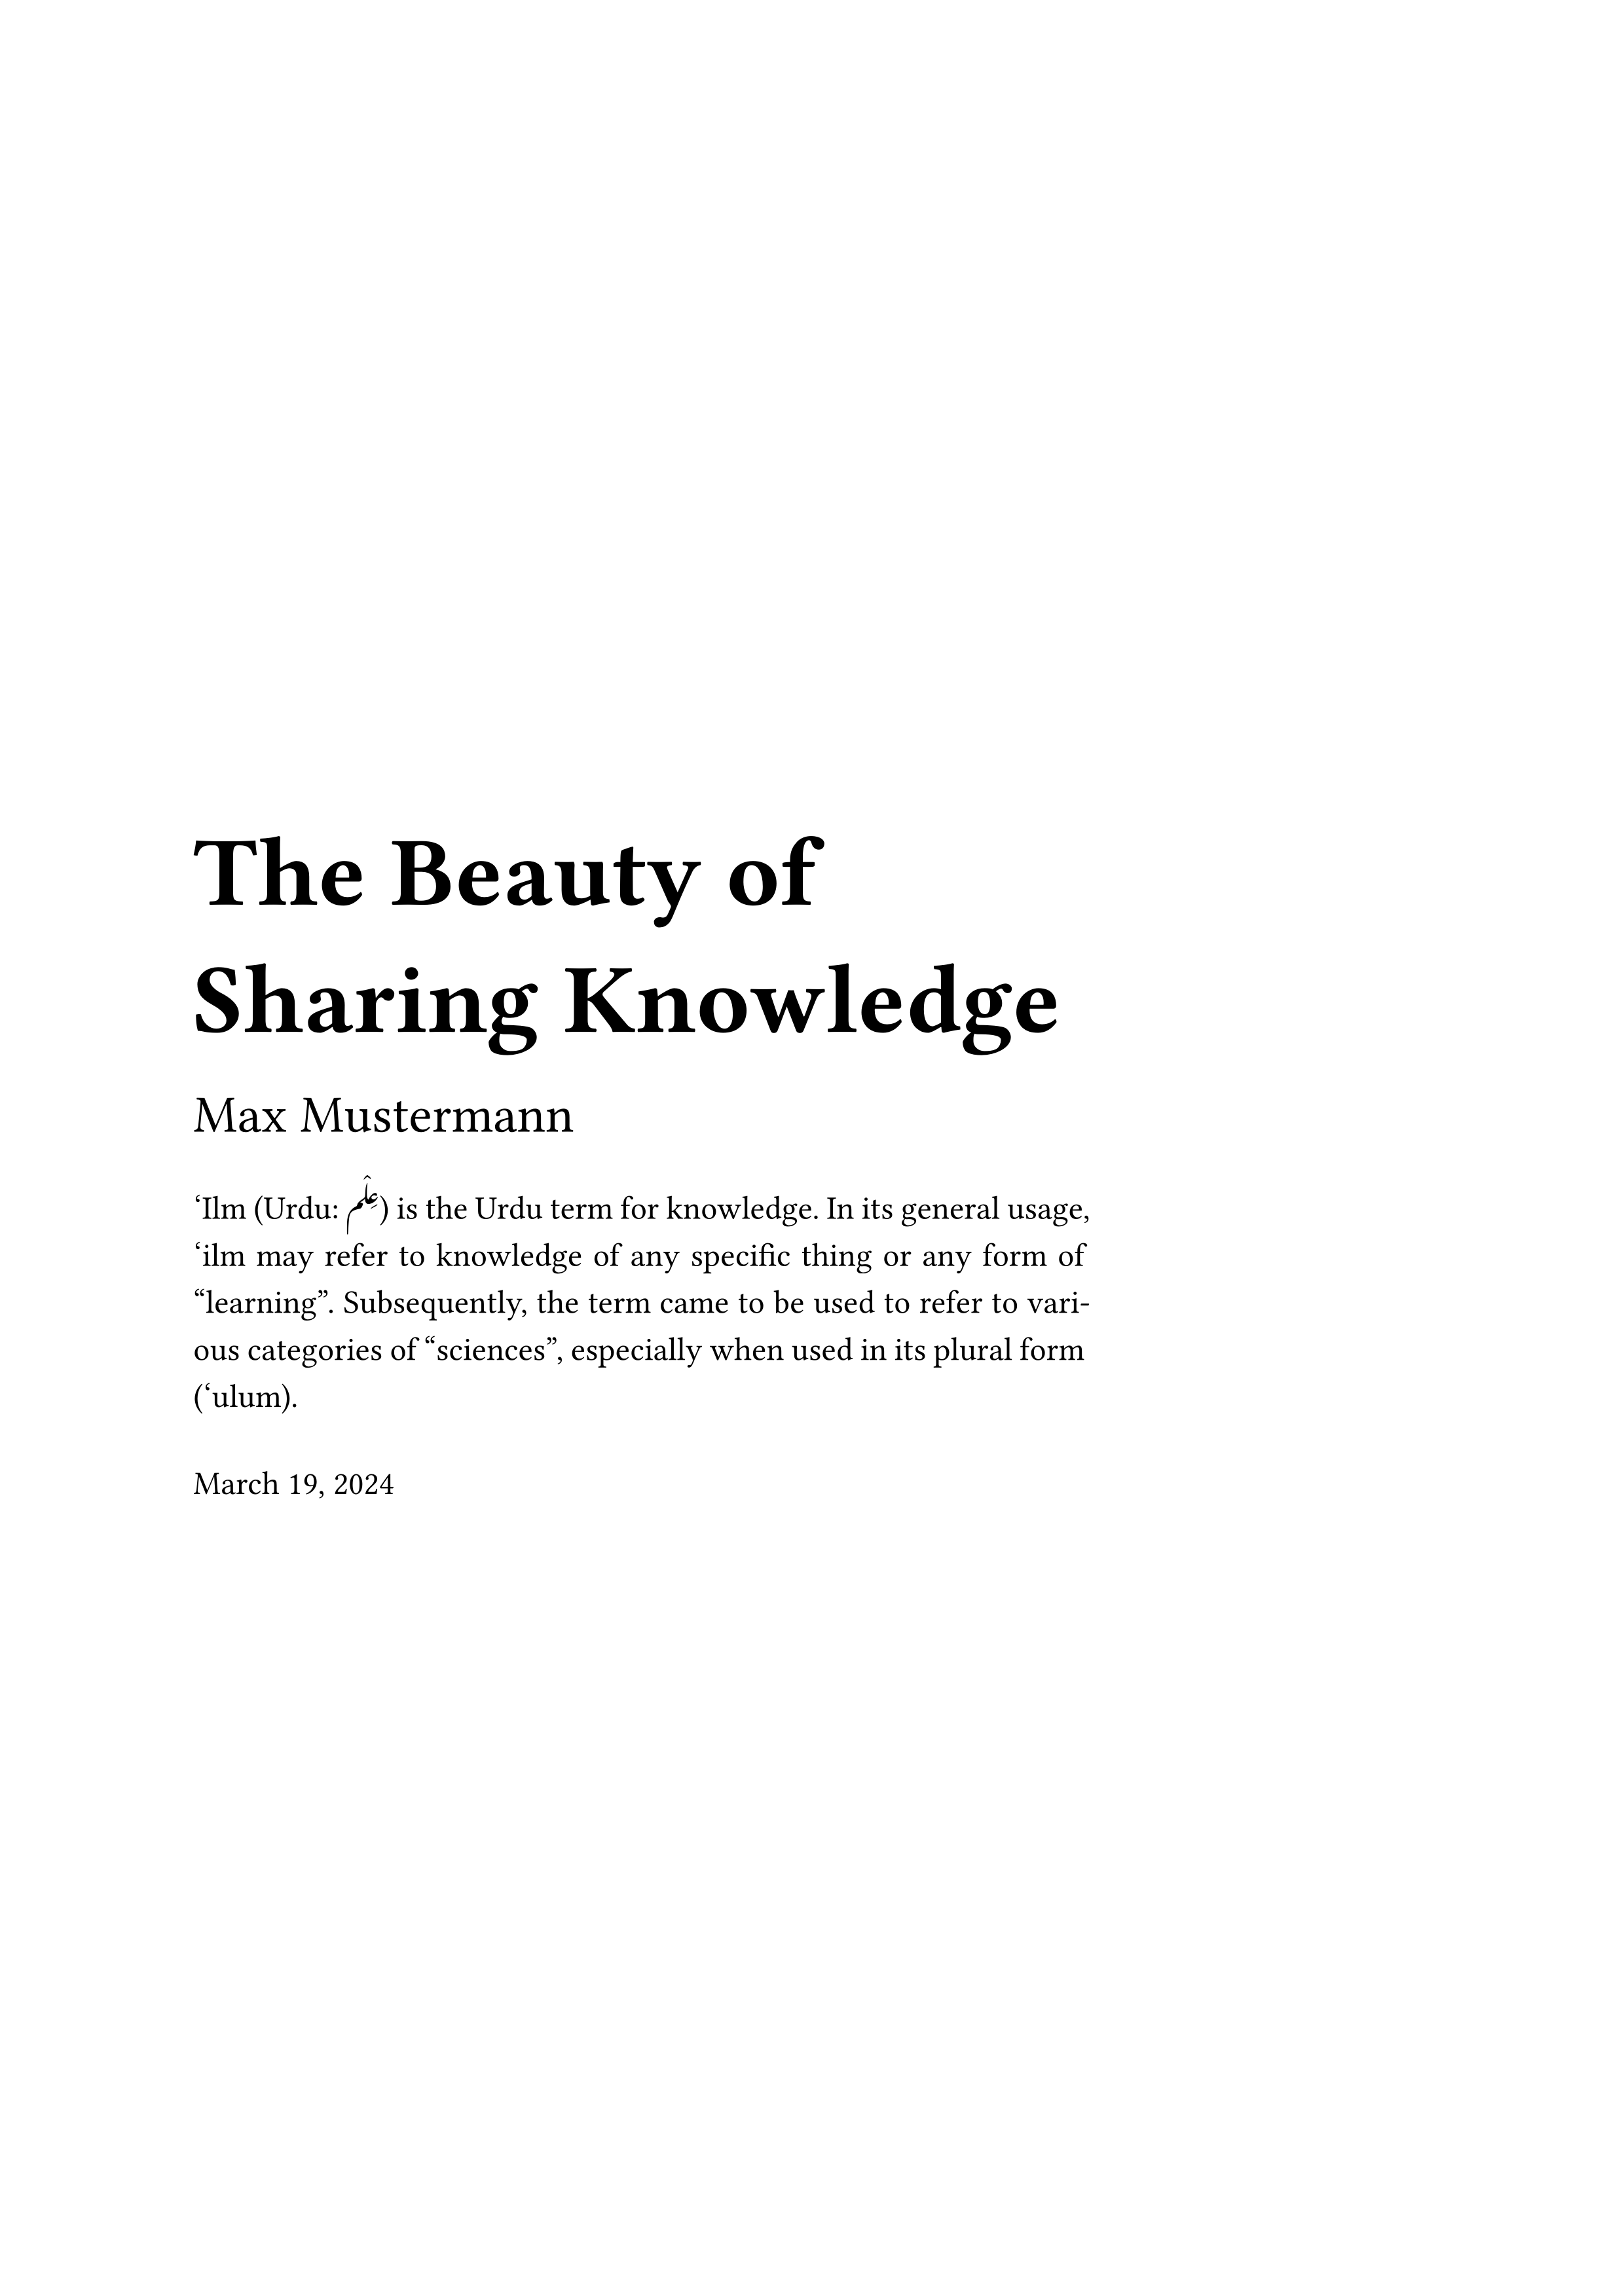 The Beauty of
Sharing Knowledge
Max Mustermann
‘Ilm (Urdu: عِلْم) is the Urdu term for knowledge. In its general usage,
‘ilm may refer to knowledge of any specific thing or any form of
“learning”. Subsequently, the term came to be used to refer to vari-
ous categories of “sciences”, especially when used in its plural form
(‘ulum).
March 19, 2024